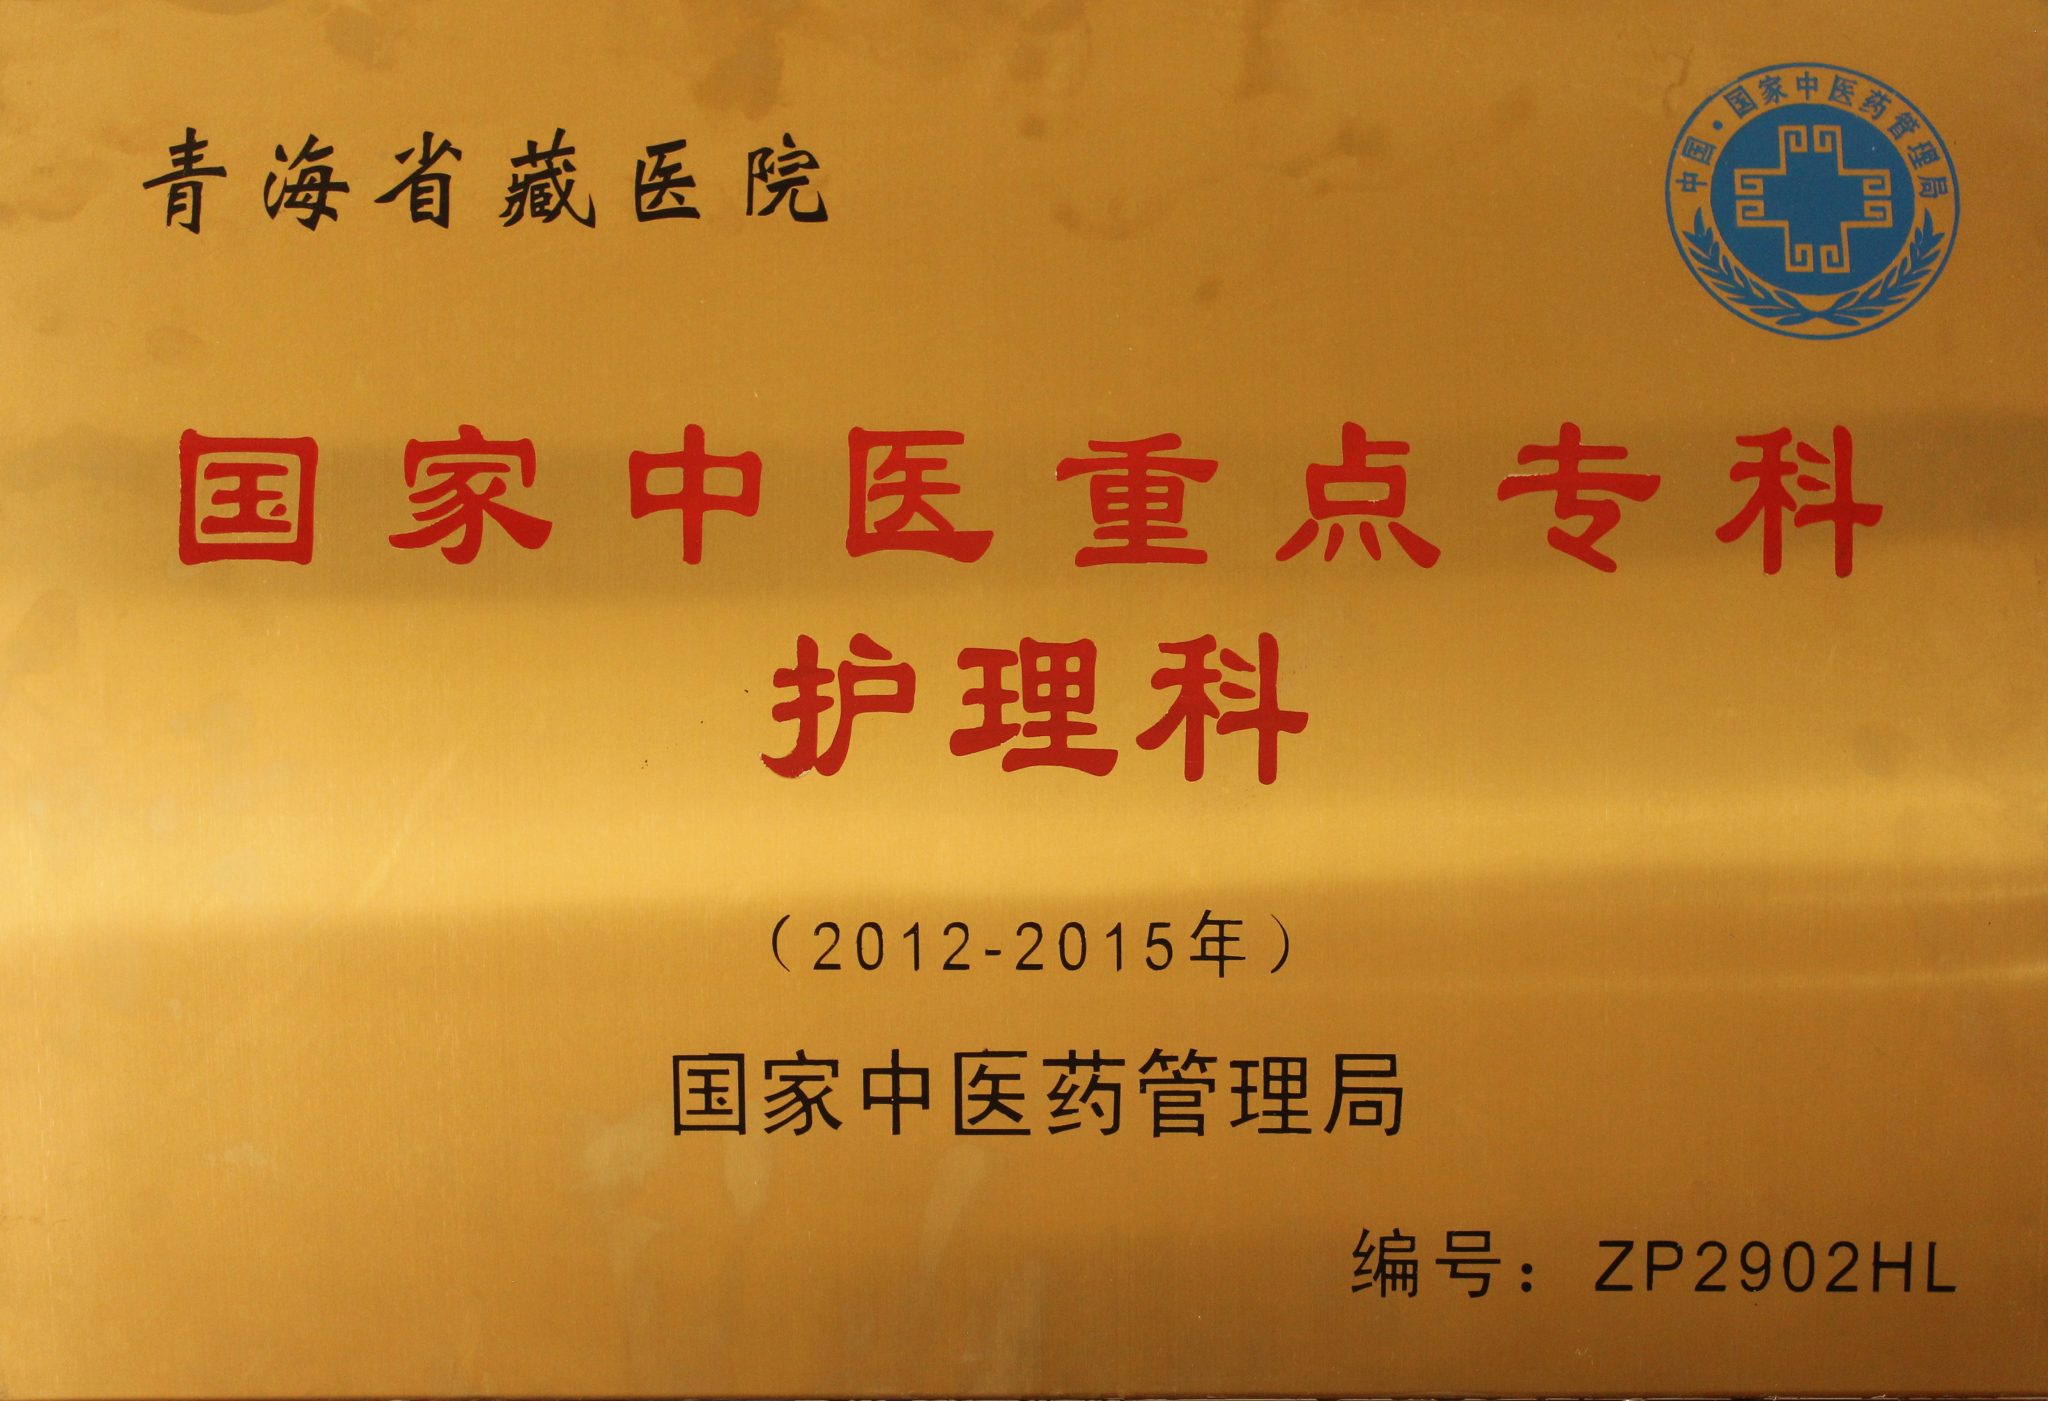 青海省藏医院
中国·国家中医药管理局
国家中医重点专科
护理科
（2012-2015年）
国家中医药管理局
编号：ZP2902HL